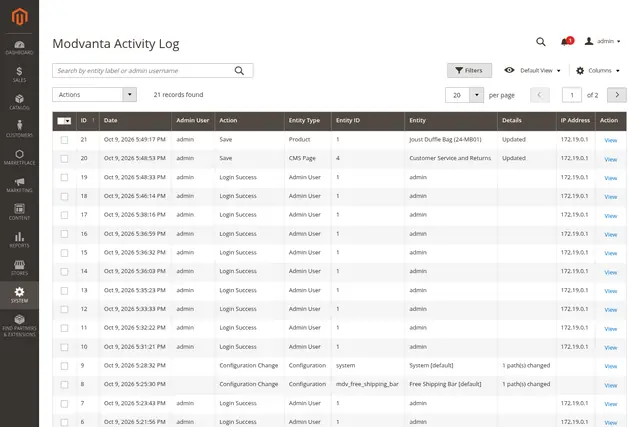 Modvanta Activity Log
1
admin
Search by entity label or admin username
Filters
Default View
Columns
Actions
21 records found
20
per page
1
of 2
ID ↑ Date Admin User Action Entity Type Entity ID Entity Details IP Address Action
21 Oct 9, 2026 5:49:17 PM admin Save Product 1 Joust Duffle Bag (24-MB01) Updated 172.19.0.1 View
20 Oct 9, 2026 5:48:53 PM admin Save CMS Page 4 Customer Service and Returns Updated 172.19.0.1 View
19 Oct 9, 2026 5:48:33 PM admin Login Success Admin User 1 admin 172.19.0.1 View
18 Oct 9, 2026 5:46:14 PM admin Login Success Admin User 1 admin 172.19.0.1 View
17 Oct 9, 2026 5:38:16 PM admin Login Success Admin User 1 admin 172.19.0.1 View
16 Oct 9, 2026 5:36:59 PM admin Login Success Admin User 1 admin 172.19.0.1 View
15 Oct 9, 2026 5:36:32 PM admin Login Success Admin User 1 admin 172.19.0.1 View
14 Oct 9, 2026 5:36:03 PM admin Login Success Admin User 1 admin 172.19.0.1 View
13 Oct 9, 2026 5:35:23 PM admin Login Success Admin User 1 admin 172.19.0.1 View
12 Oct 9, 2026 5:33:33 PM admin Login Success Admin User 1 admin 172.19.0.1 View
11 Oct 9, 2026 5:32:22 PM admin Login Success Admin User 1 admin 172.19.0.1 View
10 Oct 9, 2026 5:31:21 PM admin Login Success Admin User 1 admin 172.19.0.1 View
9 Oct 9, 2026 5:28:32 PM Configuration Change Configuration system System [default] 1 path(s) changed View
8 Oct 9, 2026 5:25:30 PM Configuration Change Configuration mdv_free_shipping_bar Free Shipping Bar [default] 1 path(s) changed View
7 Oct 9, 2026 5:23:43 PM admin Login Success Admin User 1 admin 172.19.0.1 View
6 Oct 9, 2026 5:21:56 PM admin Login Success Admin User 1 admin 172.19.0.1 View
DASHBOARD
SALES
CATALOG
CUSTOMERS
MARKETPLACE
MARKETING
CONTENT
REPORTS
STORES
SYSTEM
FIND PARTNERS
& EXTENSIONS